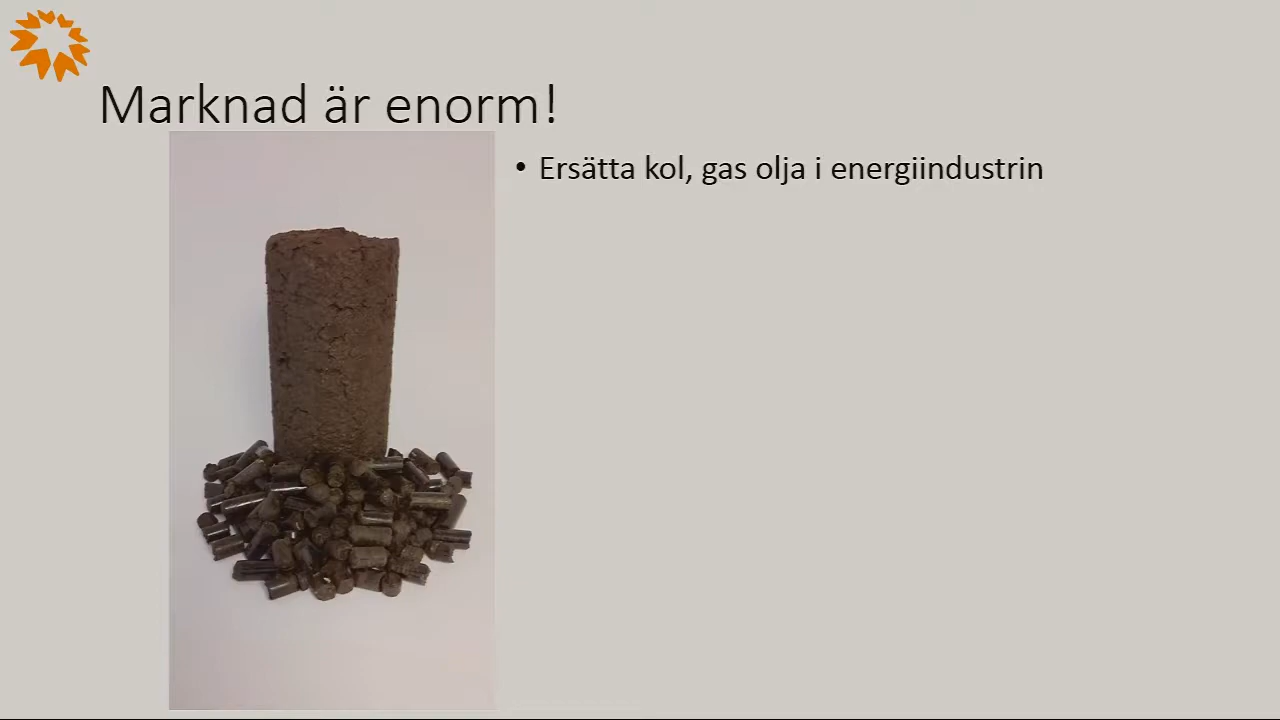 Marknad är enorm!
• Ersätta kol, gas olja i energiindustrin